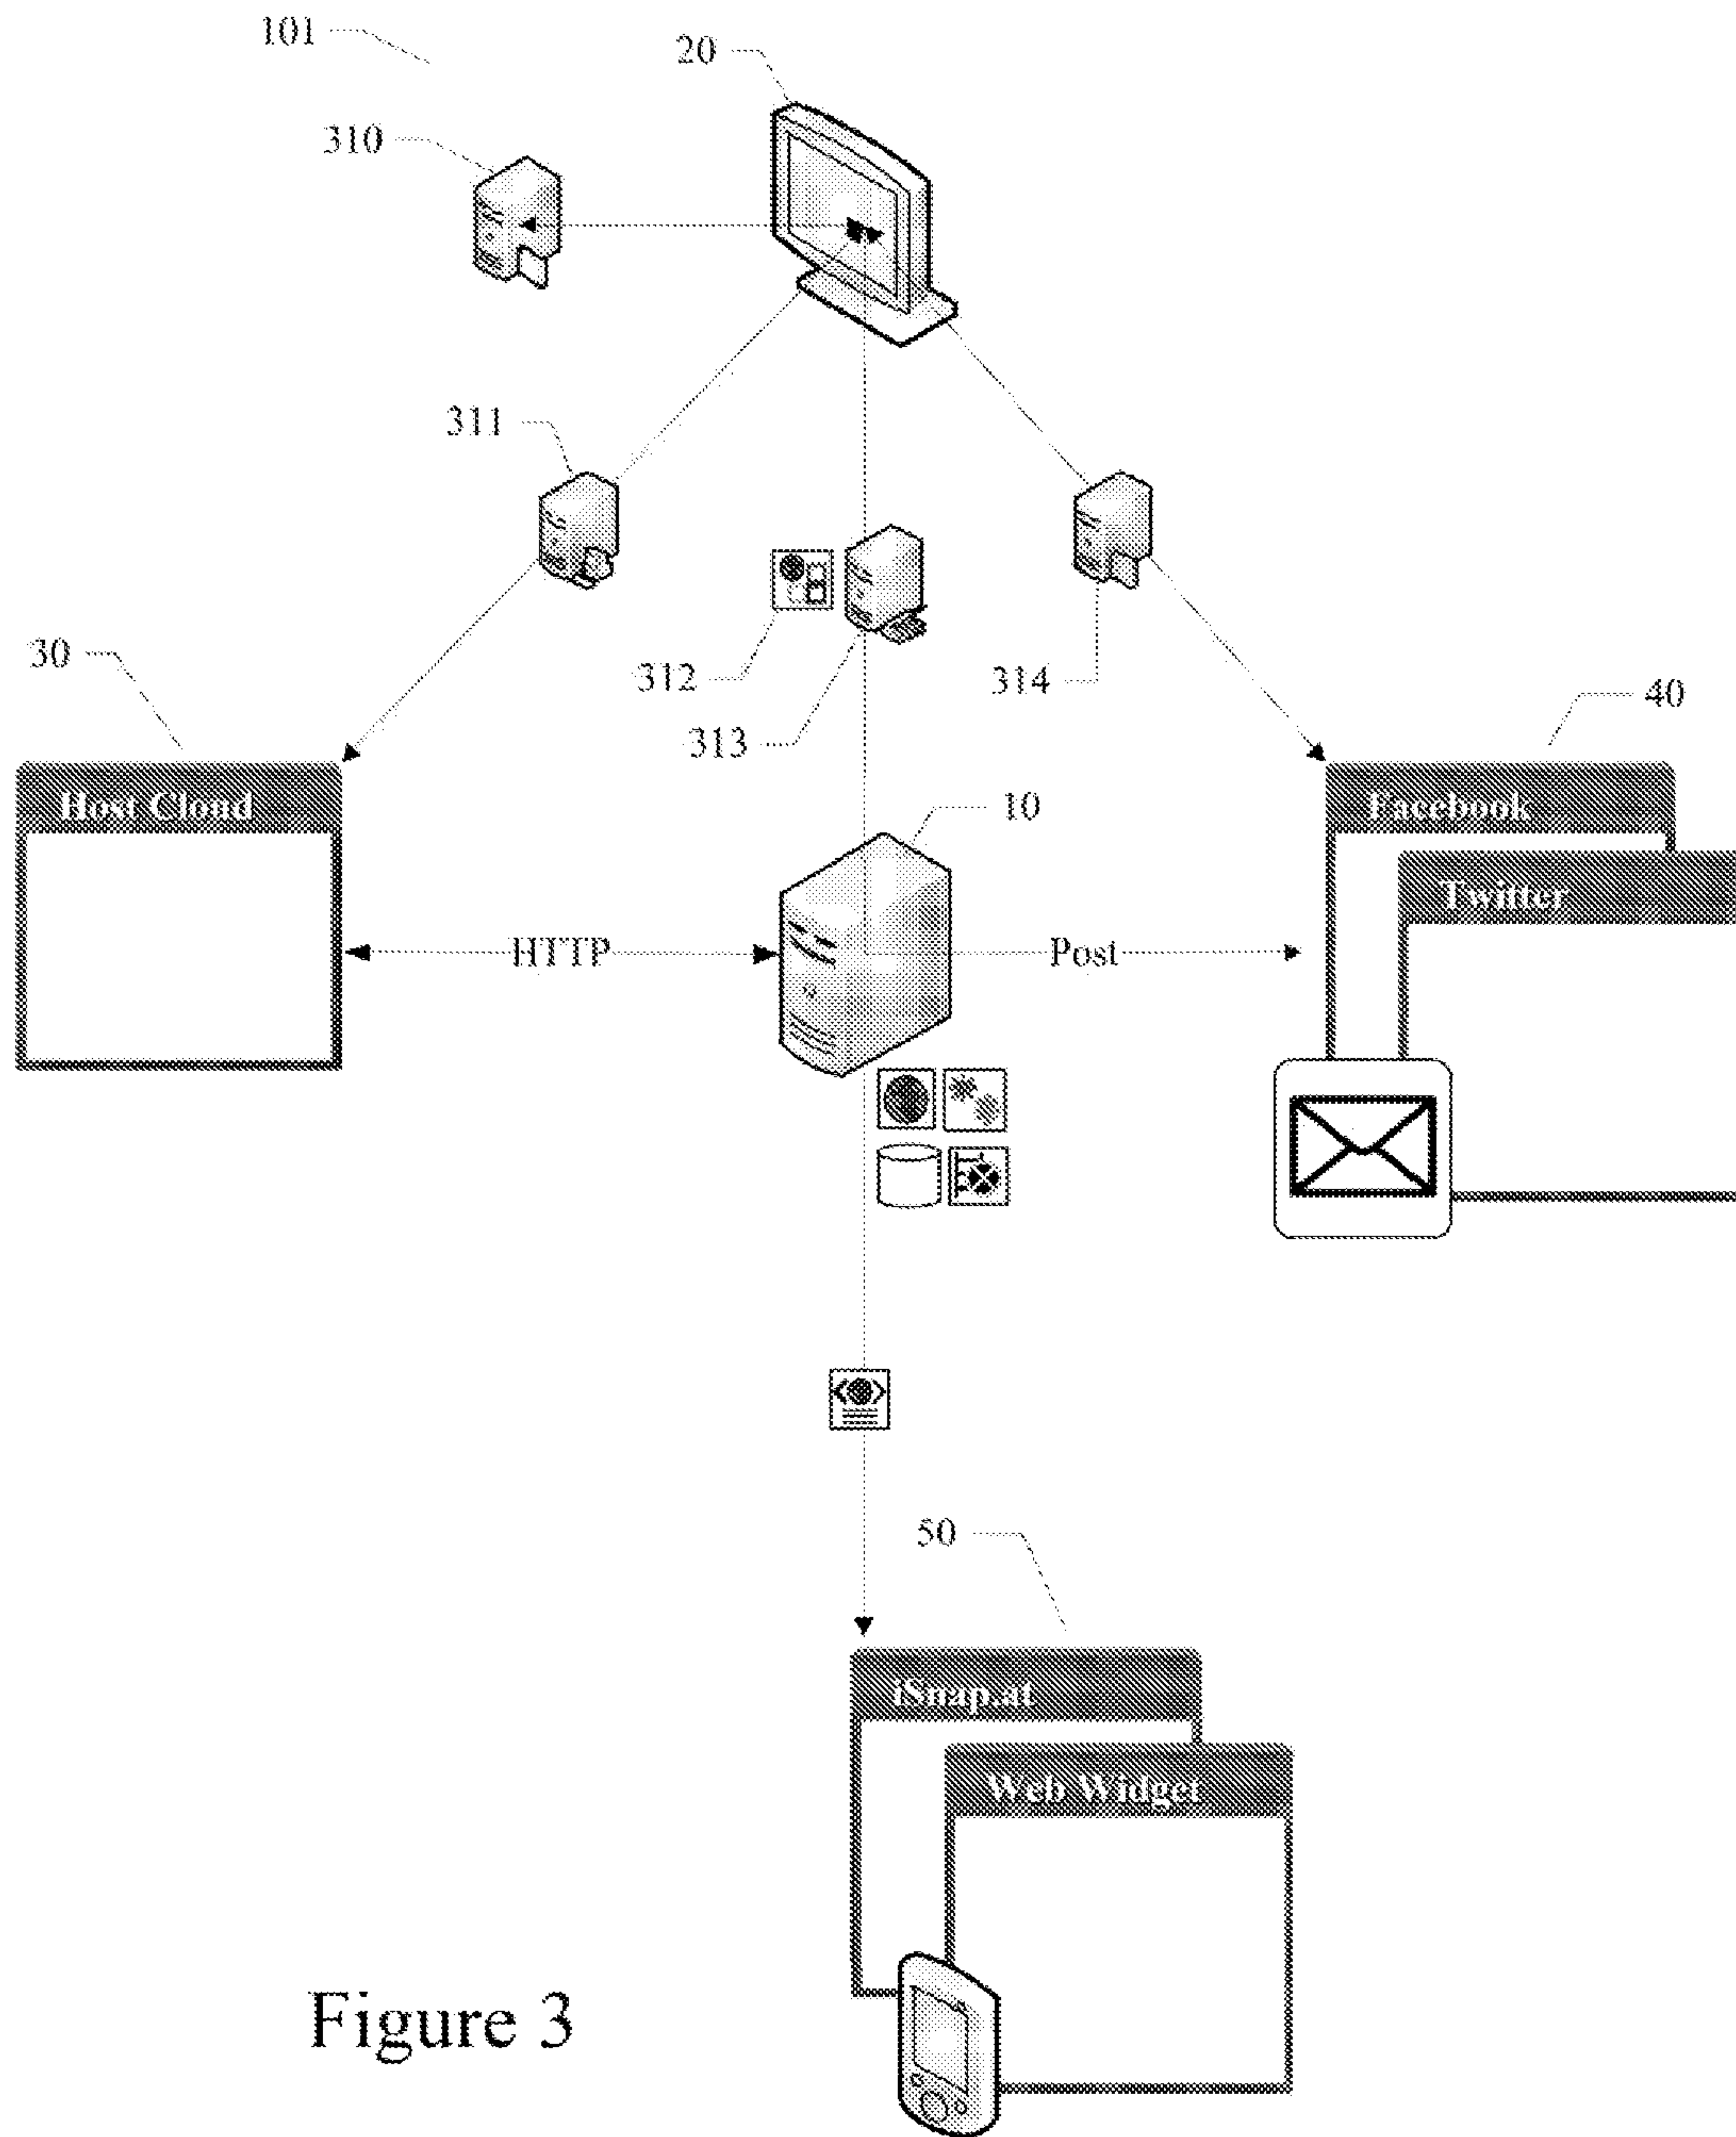 101
20
310
311
312
313
314
30
40
Host Cloud
10
Facebook
Twitter
HTTP
Post
50
iSnap.at
Web Widget
Figure 3